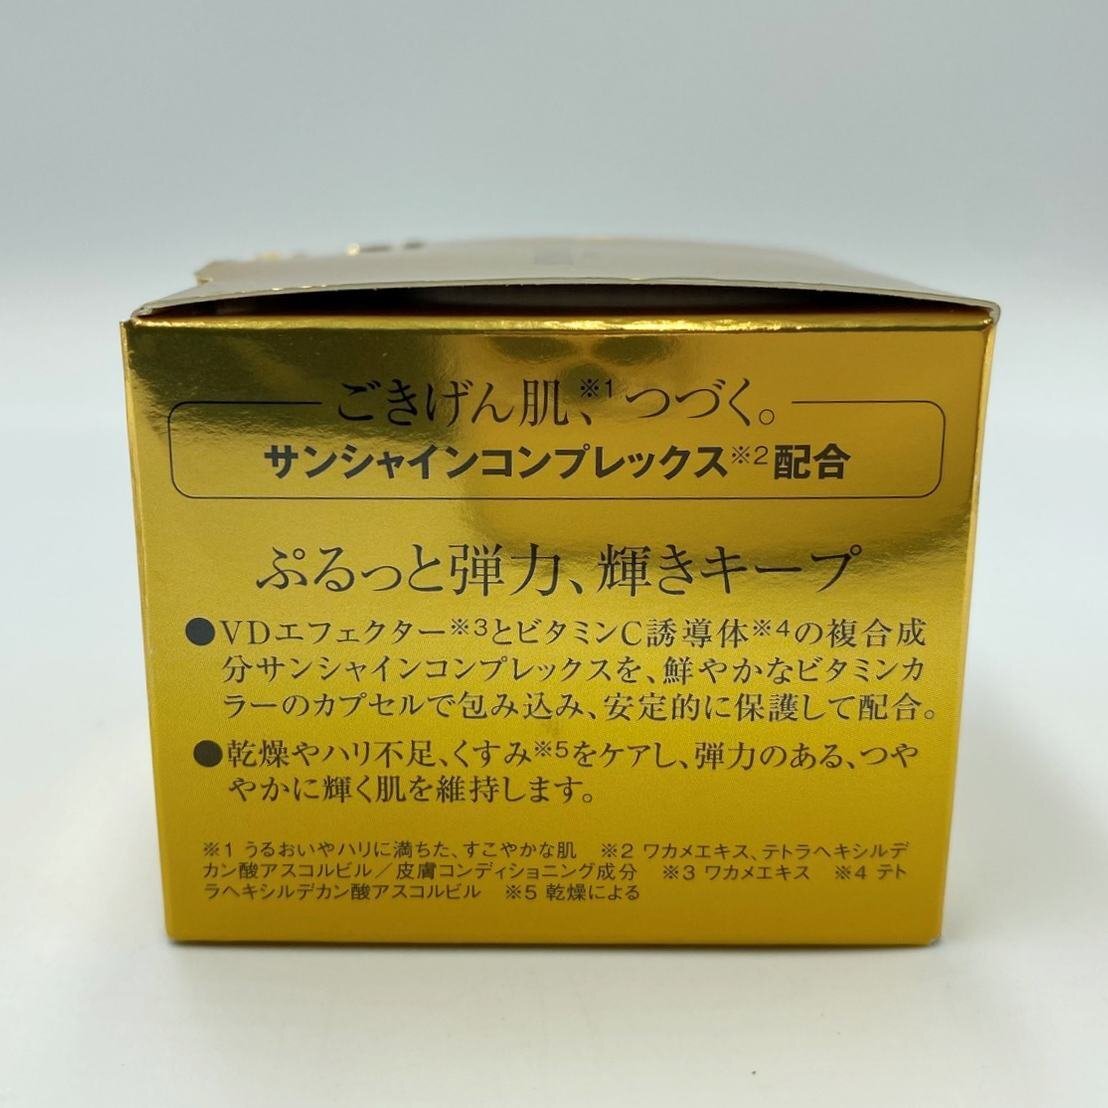 ごきげん肌、※1つづく。
サンシャインコンプレックス※2配合
ぷるっと弾力、輝きキープ
●VDエフェクター※3とビタミンC誘導体※4の複合成
分サンシャインコンプレックスを、鮮やかなビタミンカ
ラーのカプセルで包み込み、安定的に保護して配合。
●乾燥やハリ不足、くすみ※5をケアし、弾力のある、つや
やかに輝く肌を維持します。
※1 うるおいやハリに満ちた、すこやかな肌 ※2 ワカメエキス、テトラヘキシルデ
カン酸アスコルビル／皮膚コンディショニング成分 ※3 ワカメエキス ※4 テト
ラヘキシルデカン酸アスコルビル ※5 乾燥による